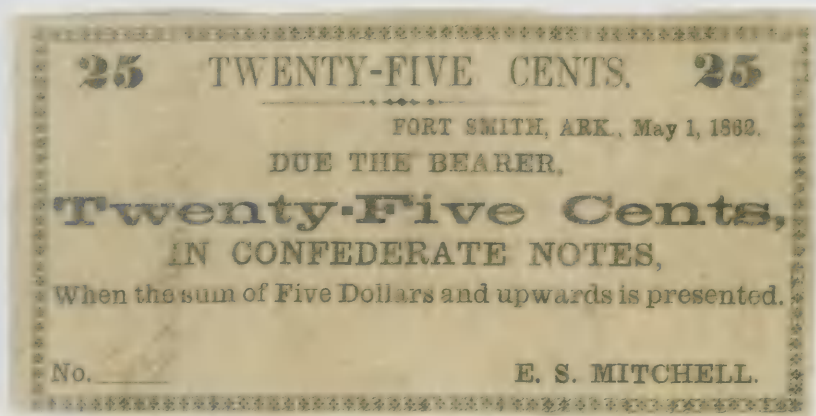 25 TWENTY-FIVE CENTS. 25
FORT SMITH, ARK., May 1, 1862.
DUE THE BEARER,
Twenty-Five Cents,
IN CONFEDERATE NOTES,
When the sum of Five Dollars and upwards is presented.
No. E. S. MITCHELL.